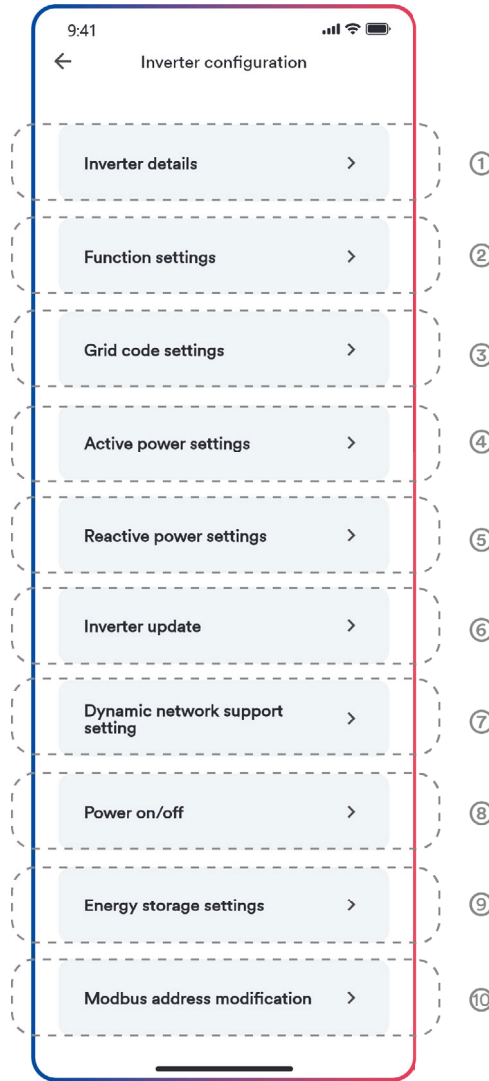 9:41
Inverter configuration
Inverter details
①
Function settings
②
Grid code settings
③
Active power settings
④
Reactive power settings
⑤
Inverter update
⑥
Dynamic network support
setting
⑦
Power on/off
⑧
Energy storage settings
⑨
Modbus address modification
⑩